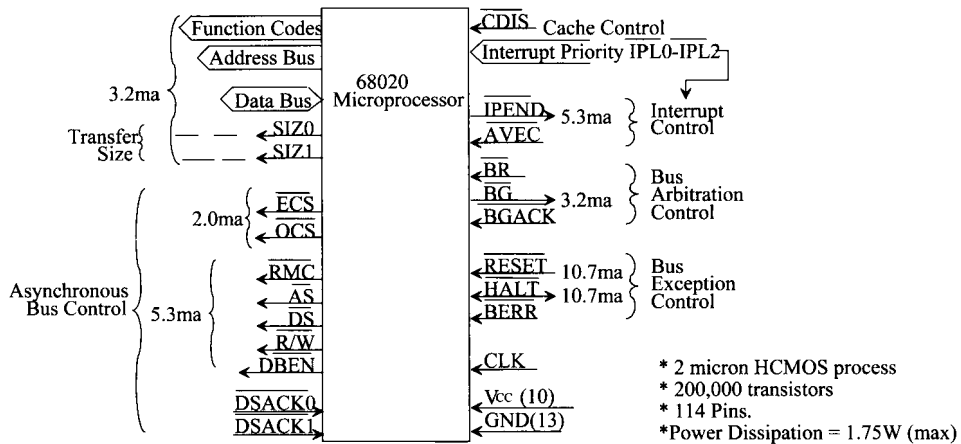 Function Codes
Address Bus
Data Bus
3.2ma
SIZ0
SIZ1
Transfer
Size
ECS
OCS
2.0ma
RMC
AS
DS
R/W
DBEN
5.3ma
Asynchronous
Bus Control
DSACK0
DSACK1
68020
Microprocessor
CDIS
Cache Control
Interrupt Priority IPL0-IPL2
IPEND
5.3ma
AVEC
Interrupt
Control
BR
BG
3.2ma
BGACK
Bus
Arbitration
Control
RESET
10.7ma
HALT
10.7ma
BERR
Bus
Exception
Control
CLK
Vcc (10)
GND(13)
* 2 micron HCMOS process
* 200,000 transistors
* 114 Pins.
*Power Dissipation = 1.75W (max)